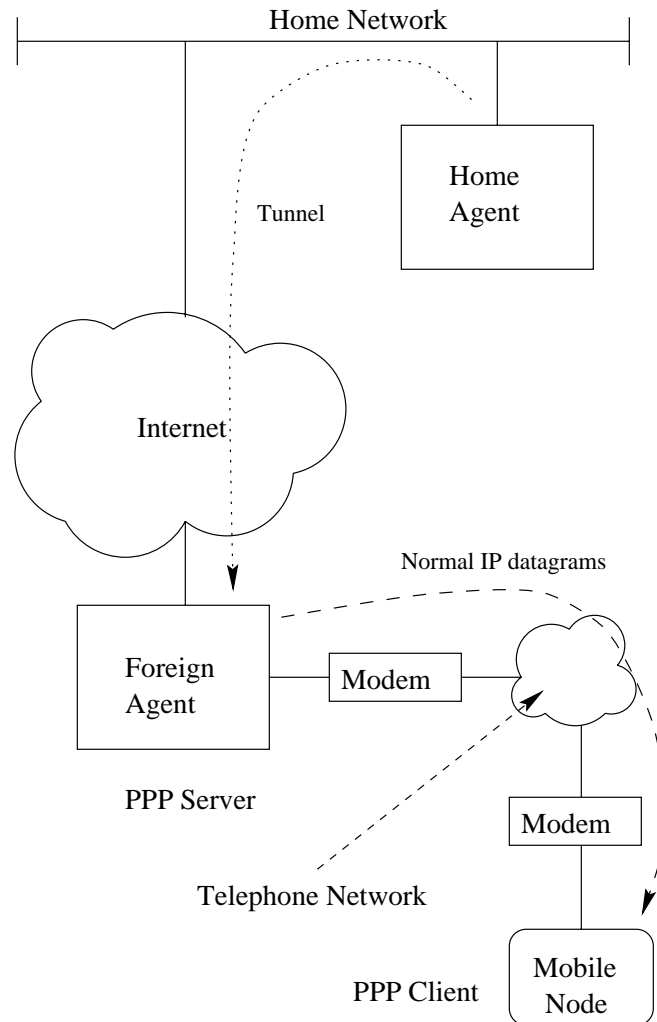 Home Network
Home
Agent
Tunnel
Internet
Normal IP datagrams
Foreign
Agent
Modem
PPP Server
Modem
Telephone Network
Mobile
Node
PPP Client